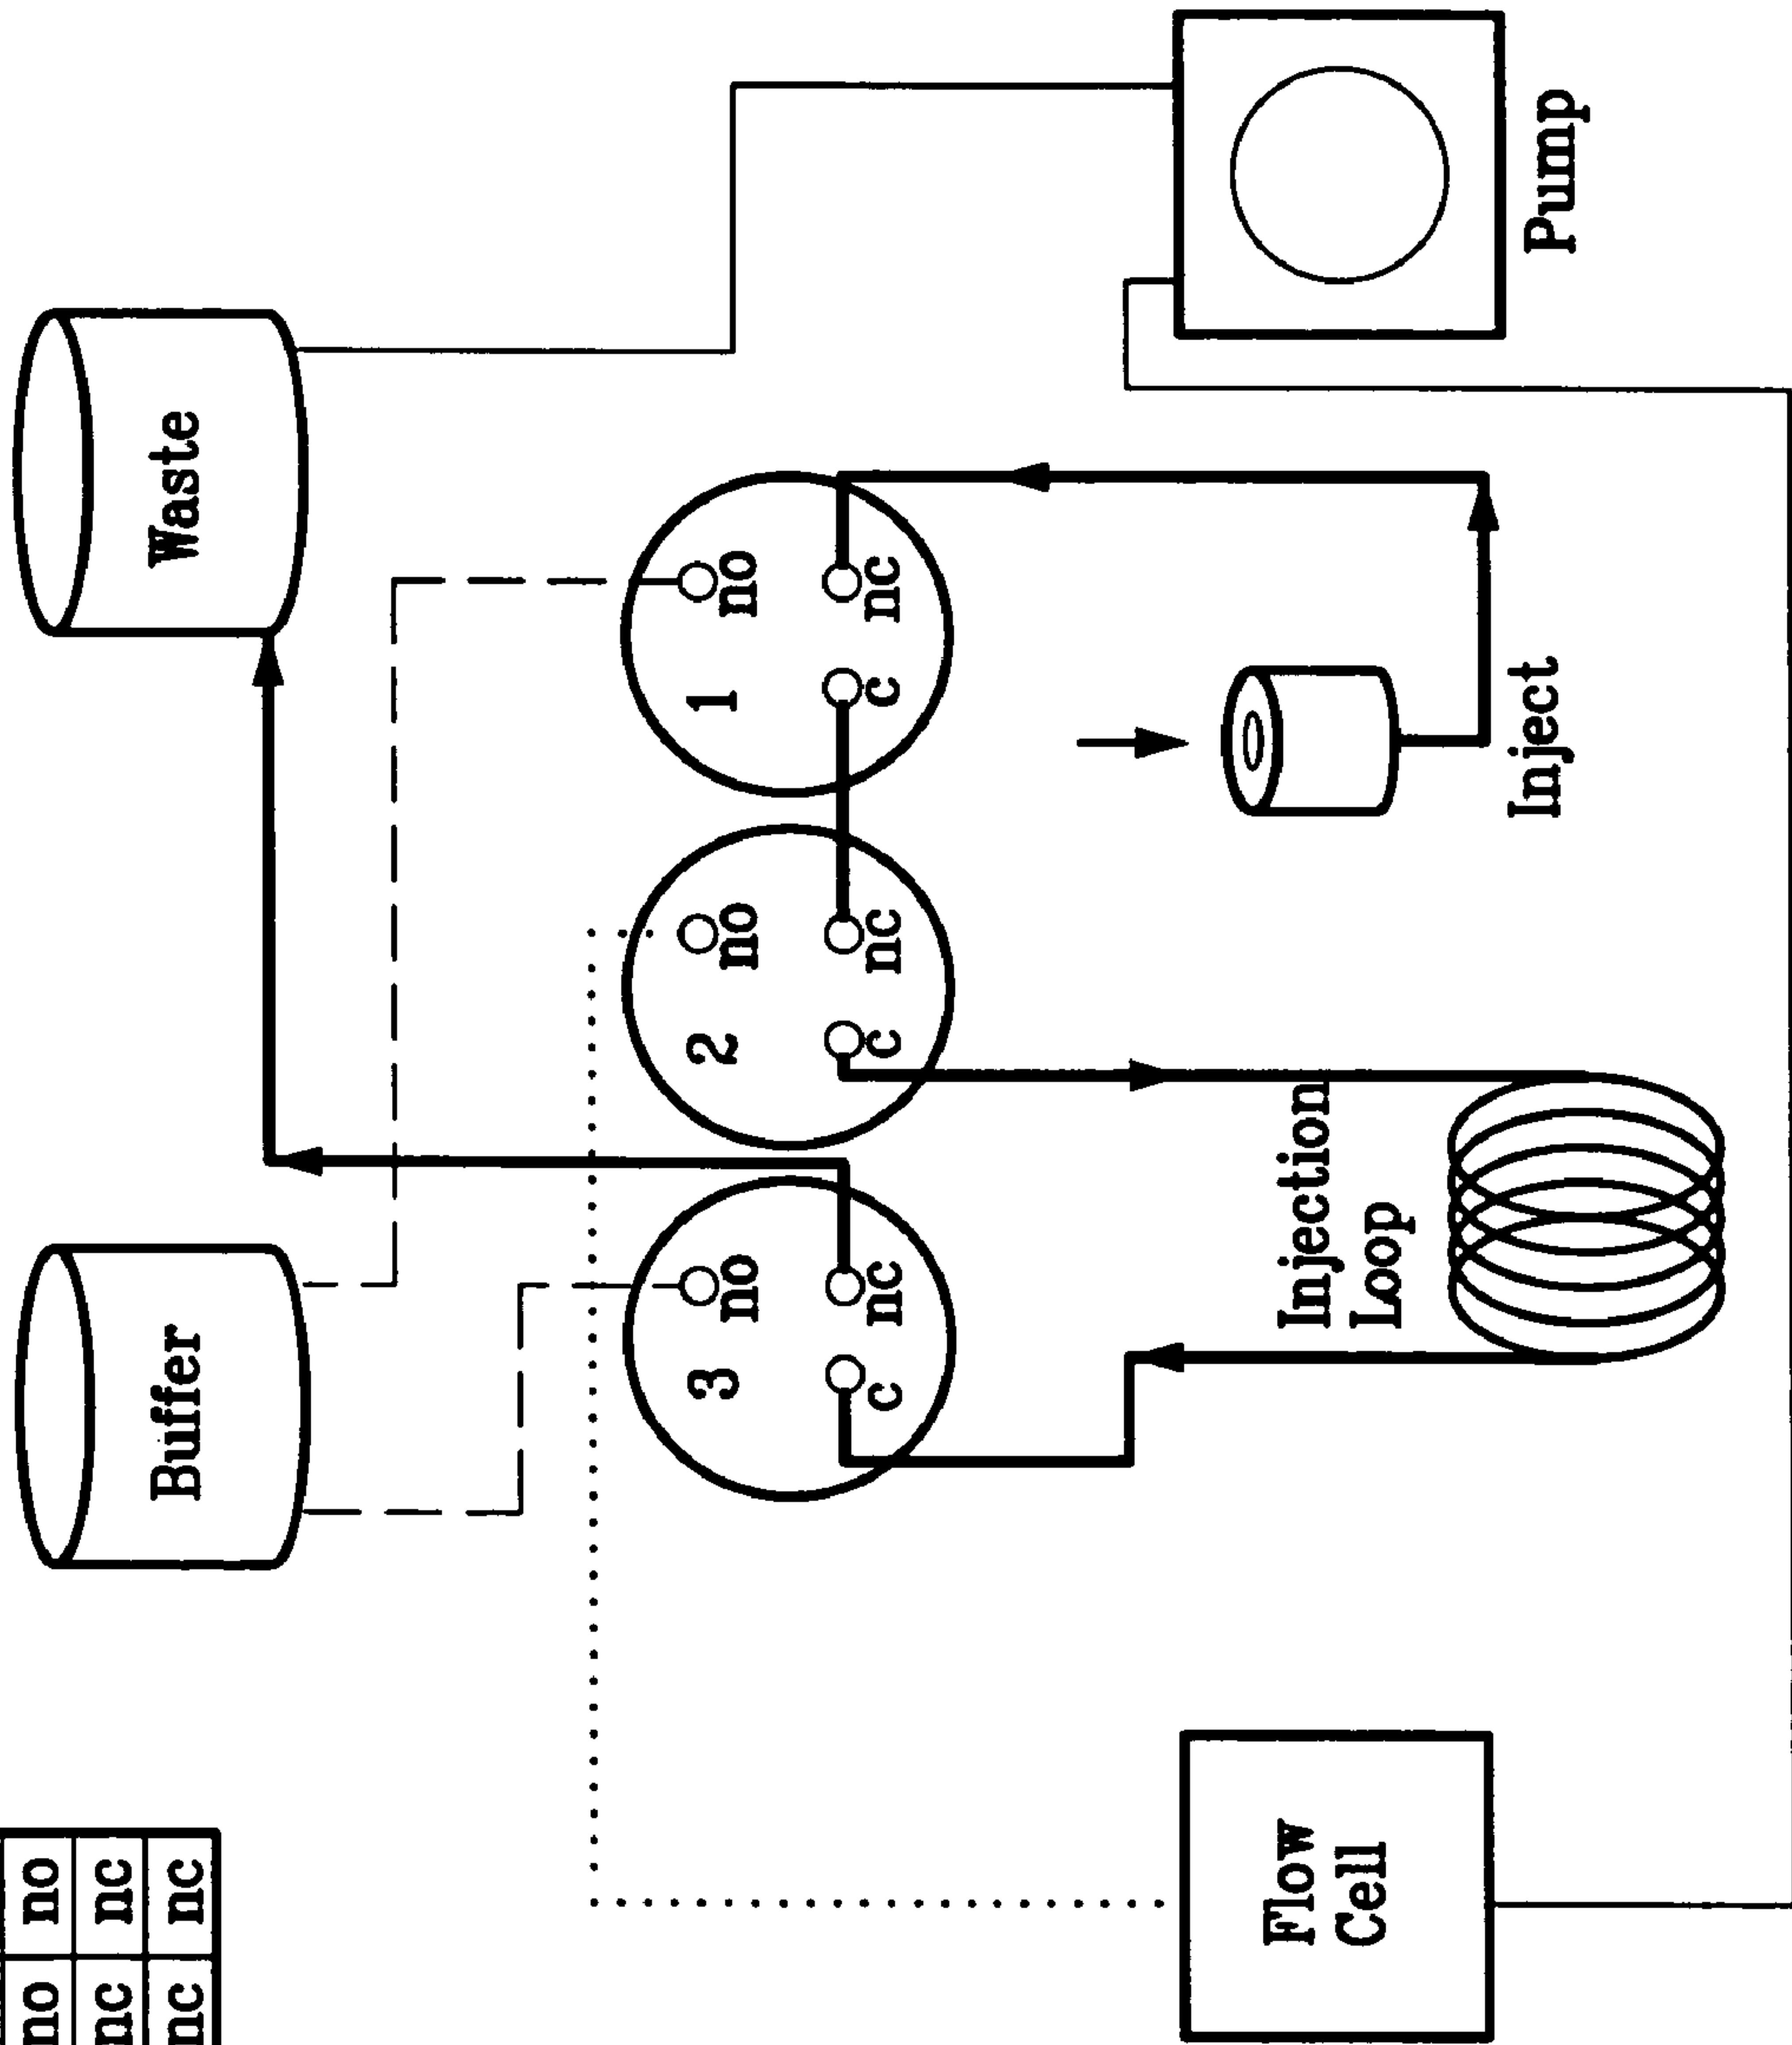 no no
nc nc
nc nc
Buffer
Waste
3
no
c nc
2
no
c nc
1
no
c nc
Flow
Cell
Injection
Loop
Inject
Pump